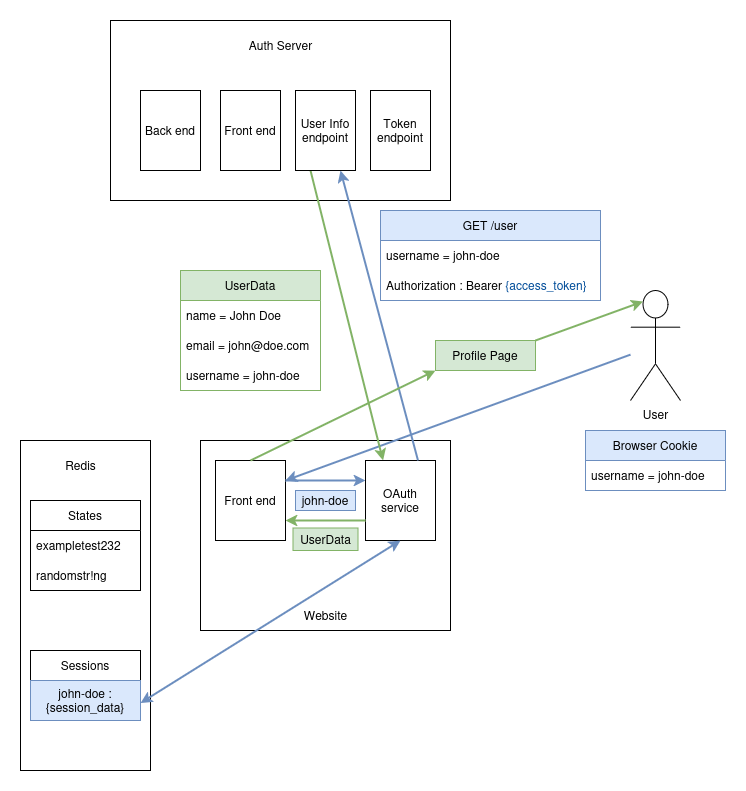 Auth Server
Back end
Front end
User Info
endpoint
Token
endpoint
GET /user
username = john-doe
Authorization : Bearer {access_token}
UserData
name = John Doe
email = john@doe.com
username = john-doe
Profile Page
User
Browser Cookie
username = john-doe
Redis
States
exampletest232
randomstr!ng
Sessions
john-doe :
{session_data}
Front end
john-doe
UserData
OAuth
service
Website